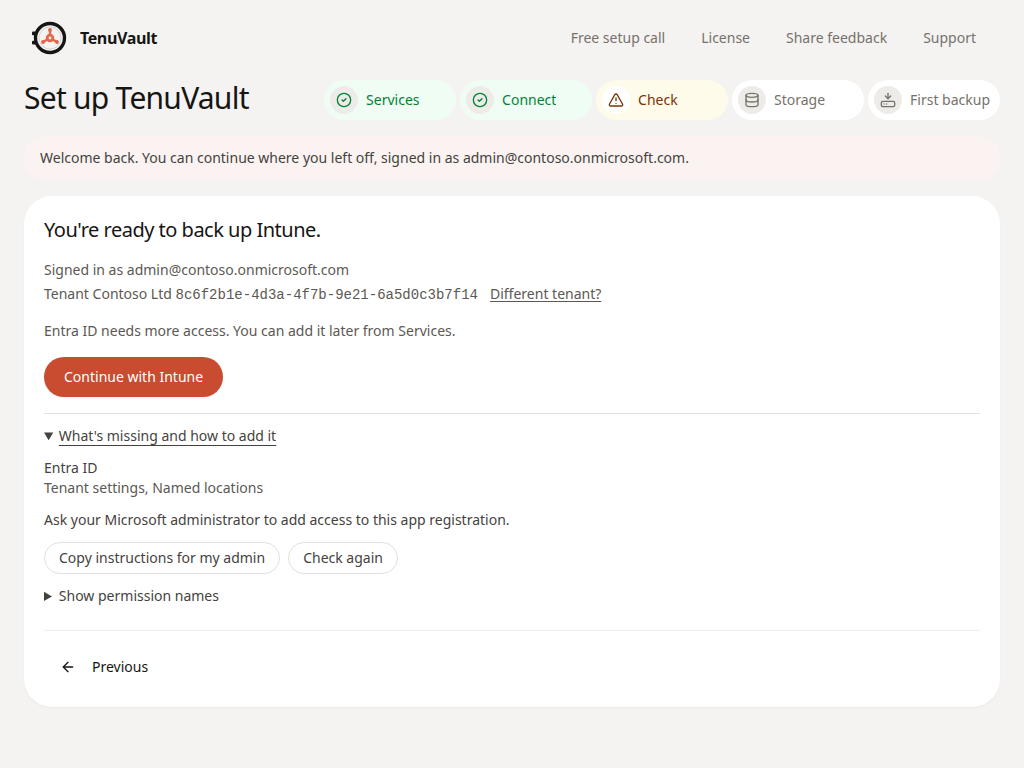 TenuVault
Free setup call
License
Share feedback
Support
Set up TenuVault
Services
Connect
Check
Storage
First backup
Welcome back. You can continue where you left off, signed in as admin@contoso.onmicrosoft.com.
You're ready to back up Intune.
Signed in as admin@contoso.onmicrosoft.com
Tenant Contoso Ltd 8c6f2b1e-4d3a-4f7b-9e21-6a5d0c3b7f14 Different tenant?
Entra ID needs more access. You can add it later from Services.
Continue with Intune
What's missing and how to add it
Entra ID
Tenant settings, Named locations
Ask your Microsoft administrator to add access to this app registration.
Copy instructions for my admin
Check again
Show permission names
Previous